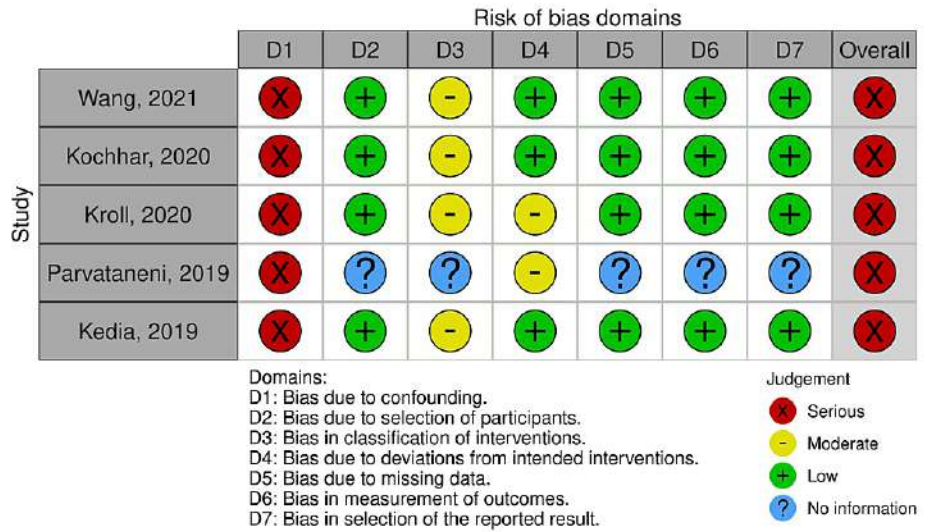 Risk of bias domains
D1 D2 D3 D4 D5 D6 D7 Overall
Study
Wang, 2021 X + - + + + + X
Kochhar, 2020 X + - + + + + X
Kroll, 2020 X + - - + + + X
Parvataneni, 2019 X ? ? - ? ? ? X
Kedia, 2019 X + - + + + + X
Domains:
D1: Bias due to confounding.
D2: Bias due to selection of participants.
D3: Bias in classification of interventions.
D4: Bias due to deviations from intended interventions.
D5: Bias due to missing data.
D6: Bias in measurement of outcomes.
D7: Bias in selection of the reported result.
Judgement
X Serious
- Moderate
+ Low
? No information